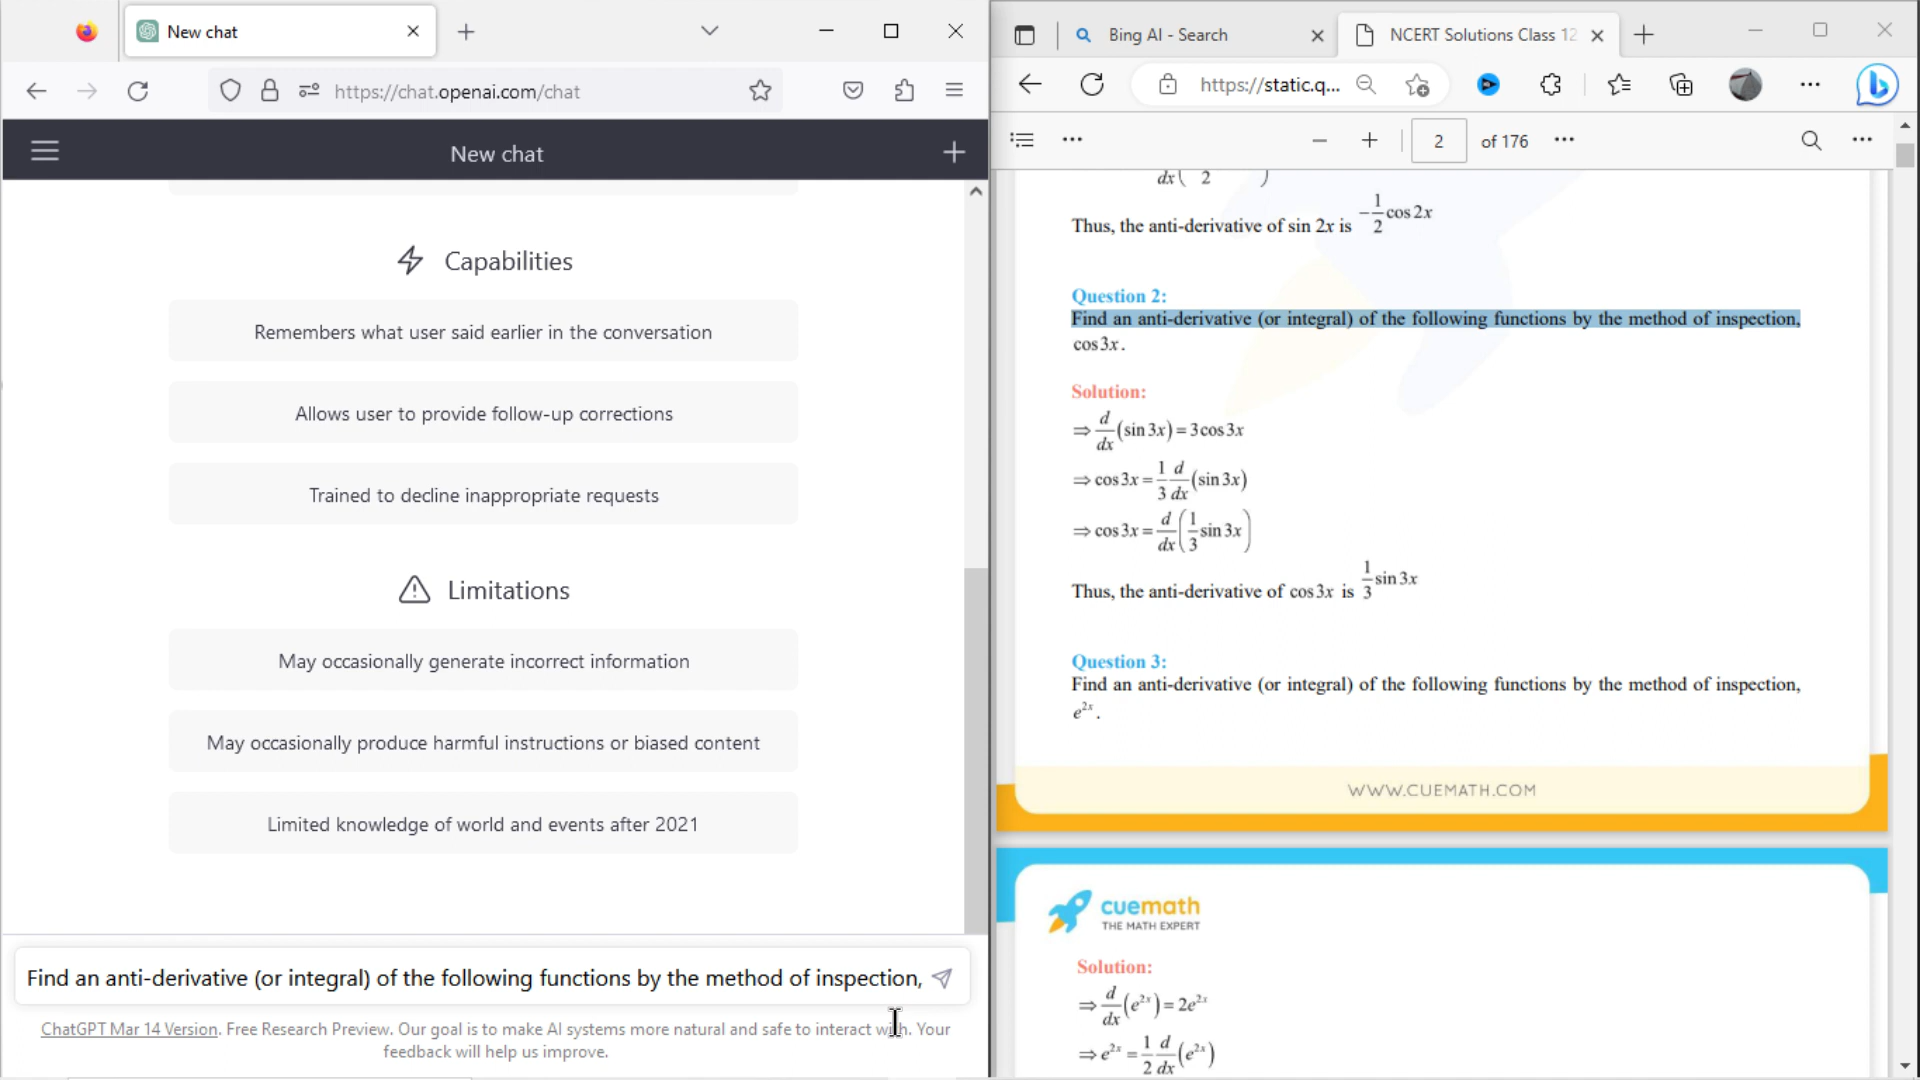 New chat
https://chat.openai.com/chat
New chat
Capabilities
Remembers what user said earlier in the conversation
Allows user to provide follow-up corrections
Trained to decline inappropriate requests
Limitations
May occasionally generate incorrect information
May occasionally produce harmful instructions or biased content
Limited knowledge of world and events after 2021
Find an anti-derivative (or integral) of the following functions by the method of inspection,
ChatGPT Mar 14 Version. Free Research Preview. Our goal is to make AI systems more natural and safe to interact with. Your
feedback will help us improve.
Bing AI - Search
NCERT Solutions Class 12
https://static.q...
2 of 176
dx( 2 )
Thus, the anti-derivative of sin 2x is -1/2 cos 2x
Question 2:
Find an anti-derivative (or integral) of the following functions by the method of inspection,
cos 3x.
Solution:
⇒ d/dx (sin 3x) = 3 cos 3x
⇒ cos 3x = 1/3 d/dx (sin 3x)
⇒ cos 3x = d/dx (1/3 sin 3x)
Thus, the anti-derivative of cos 3x is 1/3 sin 3x
Question 3:
Find an anti-derivative (or integral) of the following functions by the method of inspection,
e^2x.
WWW.CUEMATH.COM
cuemath
THE MATH EXPERT
Solution:
⇒ d/dx (e^2x) = 2e^2x
⇒ e^2x = 1/2 d/dx (e^2x)